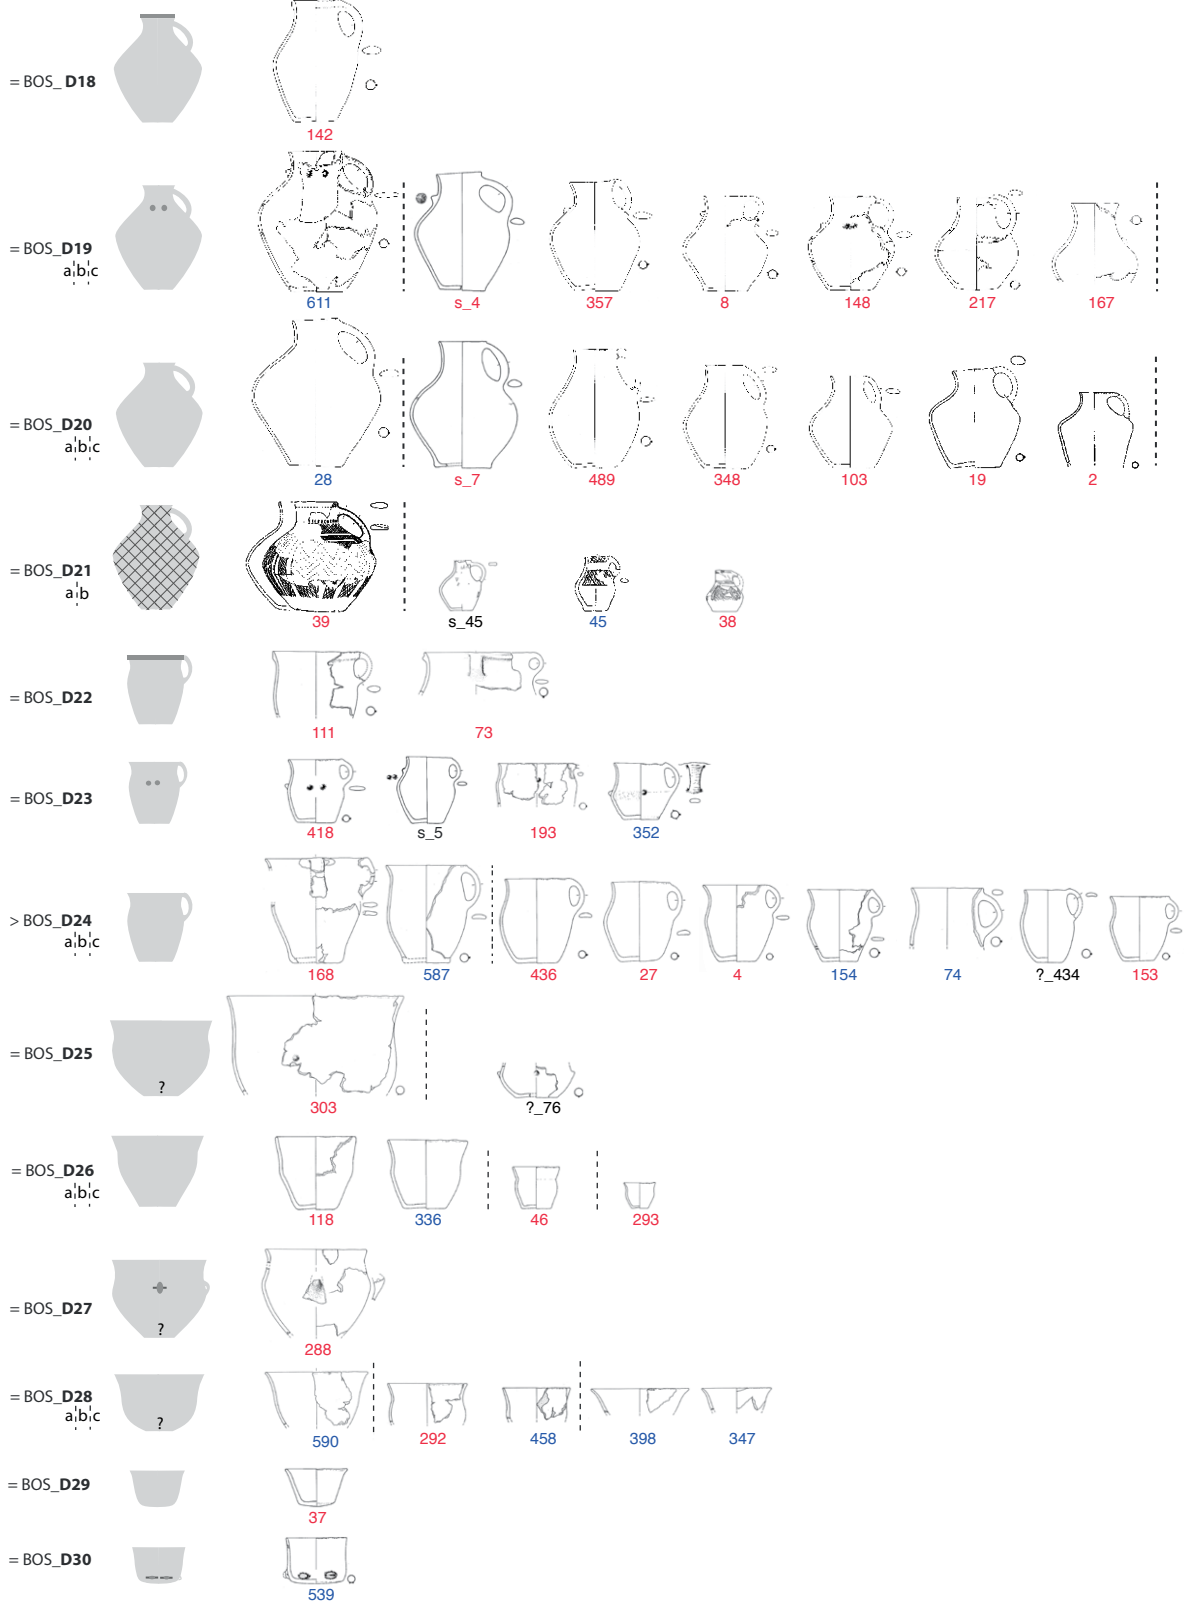 = BOS_D18
142
= BOS_D19
a¦b¦c
611 s_4 357 8 148 217 167
= BOS_D20
a¦b¦c
28 s_7 489 348 103 19 2
= BOS_D21
a¦b
39 s_45 45 38
= BOS_D22
111 73
= BOS_D23
418 s_5 193 352
> BOS_D24
a¦b¦c
168 587 436 27 4 154 74 ?_434 153
= BOS_D25
?
303 ?_76
= BOS_D26
a¦b¦c
118 336 46 293
= BOS_D27
?
288
= BOS_D28
a¦b¦c
?
590 292 458 398 347
= BOS_D29
37
= BOS_D30
539